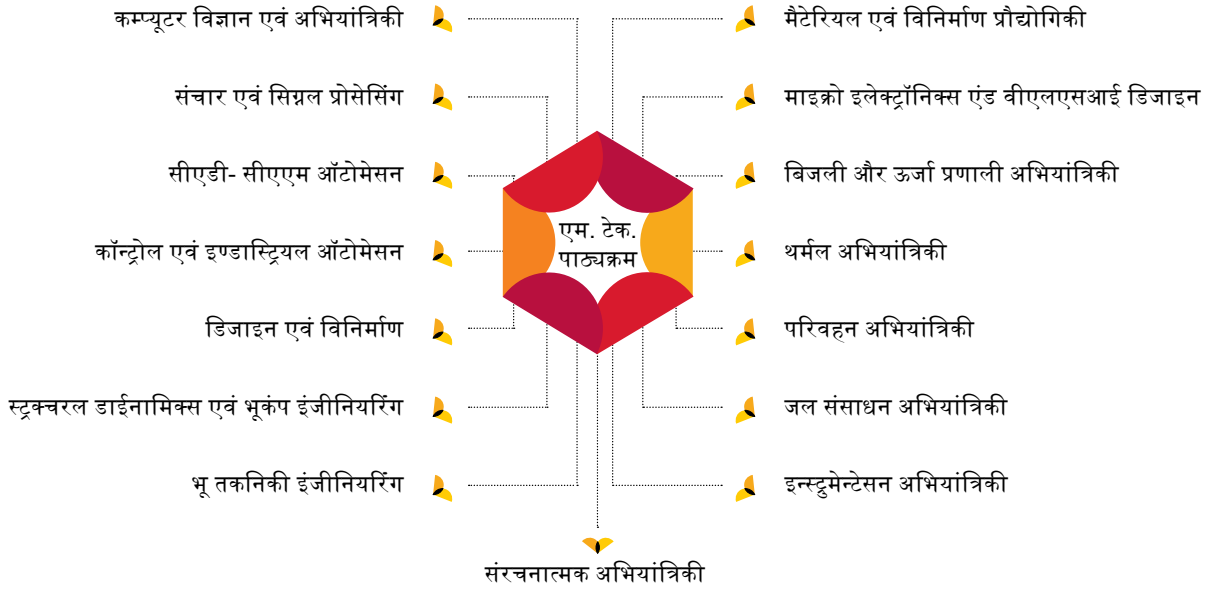 कम्प्यूटर विज्ञान एवं अभियांत्रिकी
संचार एवं सिग्नल प्रोसेसिंग
सीएडी- सीएएम ऑटोमेसन
कॉन्ट्रोल एवं इण्डास्ट्रियल ऑटोमेसन
डिजाइन एवं विनिर्माण
स्ट्रक्चरल डाईनामिक्स एवं भूकंप इंजीनियरिंग
भू तकनिकी इंजीनियरिंग
एम. टेक.
पाठ्यक्रम
मैटेरियल एवं विनिर्माण प्रौद्योगिकी
माइक्रो इलेक्ट्रॉनिक्स एंड वीएलएसआई डिजाइन
बिजली और ऊर्जा प्रणाली अभियांत्रिकी
थर्मल अभियांत्रिकी
परिवहन अभियांत्रिकी
जल संसाधन अभियांत्रिकी
इन्स्ट्रुमेन्टेसन अभियांत्रिकी
संरचनात्मक अभियांत्रिकी